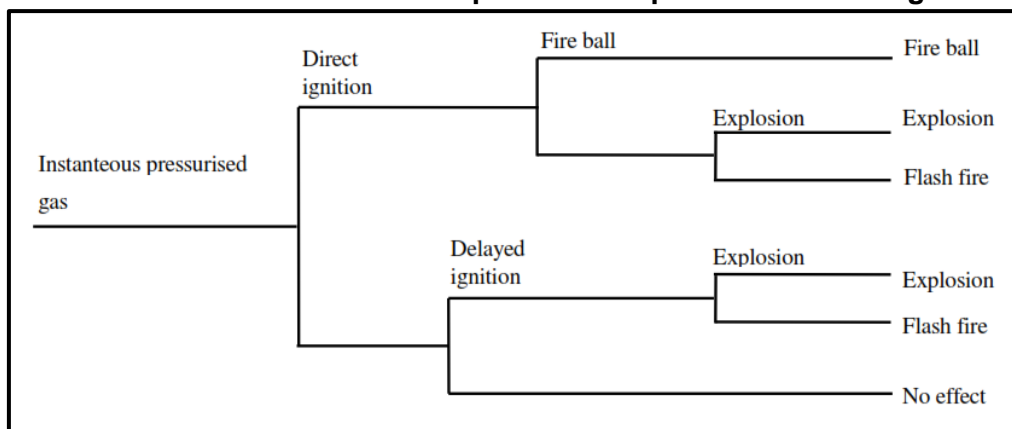 Fire ball
Fire ball
Direct
ignition
Explosion
Explosion
Instanteous pressurised
gas
Flash fire
Delayed
ignition
Explosion
Explosion
Flash fire
No effect